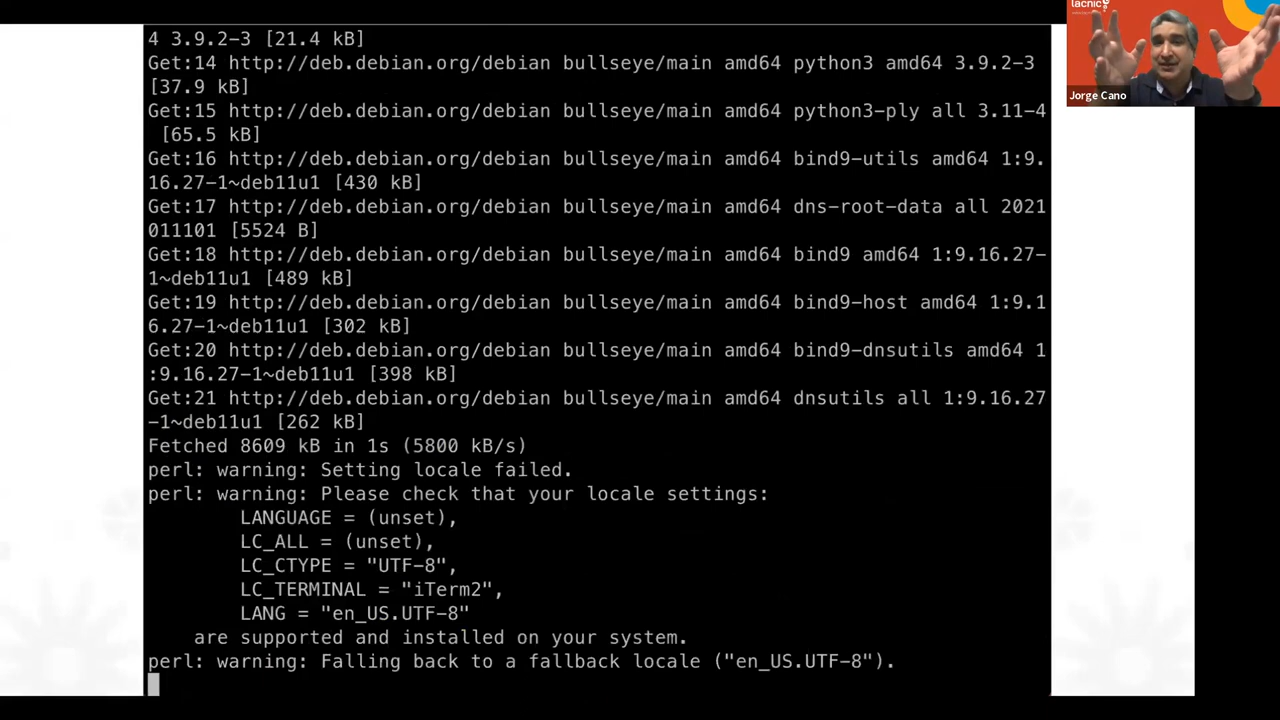 4 3.9.2-3 [21.4 kB]
Get:14 http://deb.debian.org/debian bullseye/main amd64 python3 amd64 3.9.2-3
[37.9 kB]
Get:15 http://deb.debian.org/debian bullseye/main amd64 python3-ply all 3.11-4
[65.5 kB]
Get:16 http://deb.debian.org/debian bullseye/main amd64 bind9-utils amd64 1:9.
16.27-1~deb11u1 [430 kB]
Get:17 http://deb.debian.org/debian bullseye/main amd64 dns-root-data all 2021
011101 [5524 B]
Get:18 http://deb.debian.org/debian bullseye/main amd64 bind9 amd64 1:9.16.27-
1~deb11u1 [489 kB]
Get:19 http://deb.debian.org/debian bullseye/main amd64 bind9-host amd64 1:9.1
6.27-1~deb11u1 [302 kB]
Get:20 http://deb.debian.org/debian bullseye/main amd64 bind9-dnsutils amd64 1
:9.16.27-1~deb11u1 [398 kB]
Get:21 http://deb.debian.org/debian bullseye/main amd64 dnsutils all 1:9.16.27
-1~deb11u1 [262 kB]
Fetched 8609 kB in 1s (5800 kB/s)
perl: warning: Setting locale failed.
perl: warning: Please check that your locale settings:
LANGUAGE = (unset),
LC_ALL = (unset),
LC_CTYPE = "UTF-8",
LC_TERMINAL = "iTerm2",
LANG = "en_US.UTF-8"
are supported and installed on your system.
perl: warning: Falling back to a fallback locale ("en_US.UTF-8").
lacnic
Jorge Cano